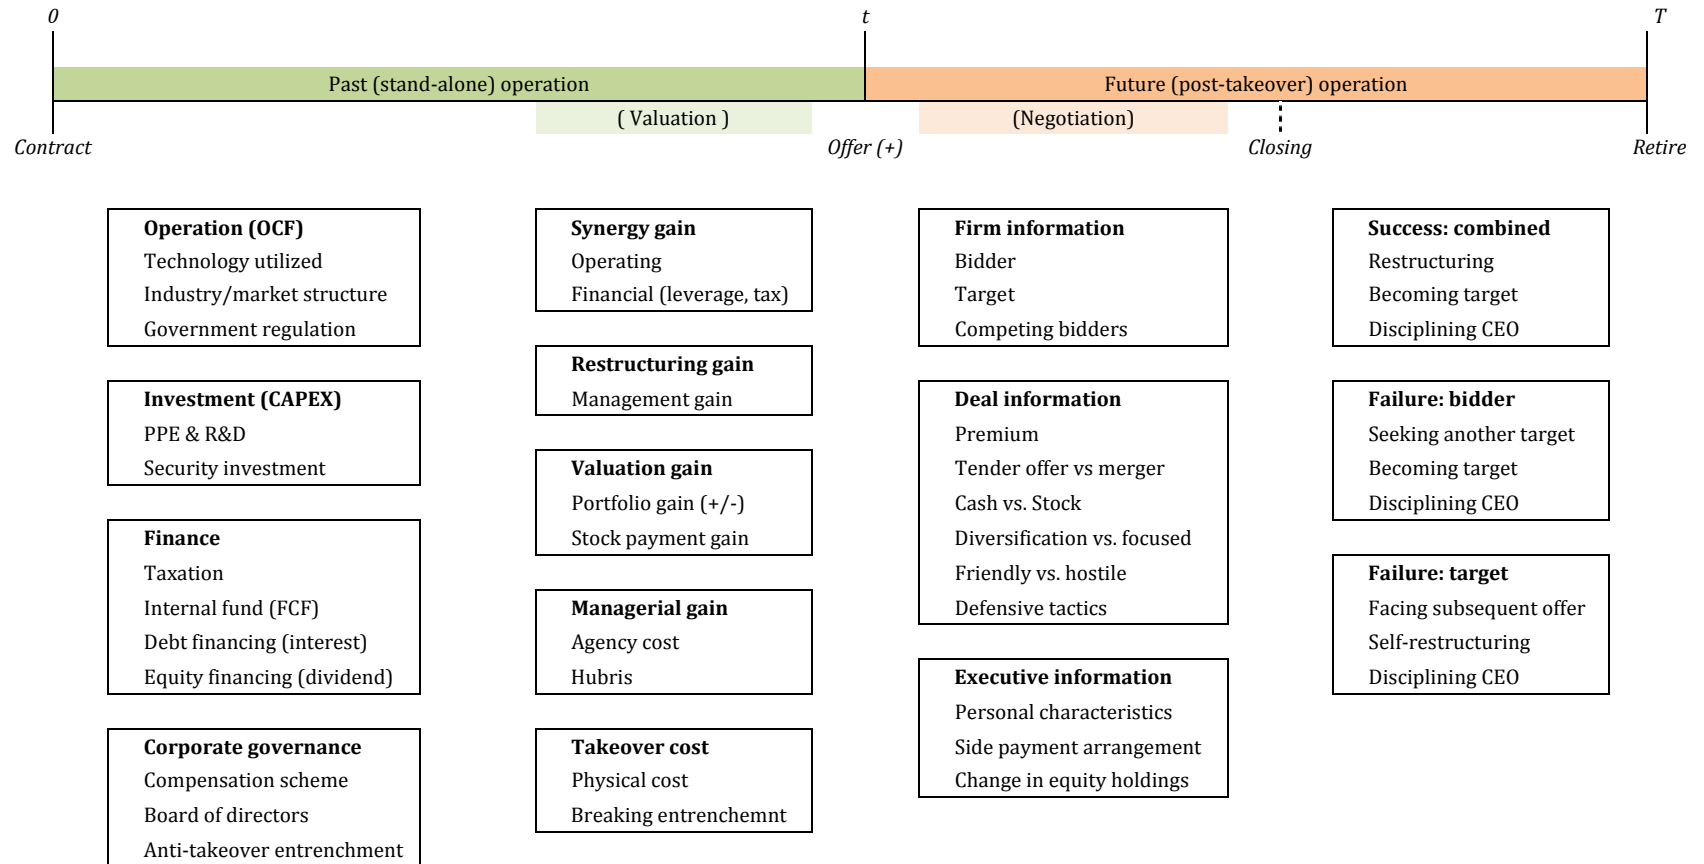 0
t
T
Past (stand-alone) operation
Future (post-takeover) operation
( Valuation )
(Negotiation)
Contract
Offer (+)
Closing
Retire
Operation (OCF)
Technology utilized
Industry/market structure
Government regulation
Investment (CAPEX)
PPE & R&D
Security investment
Finance
Taxation
Internal fund (FCF)
Debt financing (interest)
Equity financing (dividend)
Corporate governance
Compensation scheme
Board of directors
Anti-takeover entrenchment
Synergy gain
Operating
Financial (leverage, tax)
Restructuring gain
Management gain
Valuation gain
Portfolio gain (+/-)
Stock payment gain
Managerial gain
Agency cost
Hubris
Takeover cost
Physical cost
Breaking entrenchemnt
Firm information
Bidder
Target
Competing bidders
Deal information
Premium
Tender offer vs merger
Cash vs. Stock
Diversification vs. focused
Friendly vs. hostile
Defensive tactics
Executive information
Personal characteristics
Side payment arrangement
Change in equity holdings
Success: combined
Restructuring
Becoming target
Disciplining CEO
Failure: bidder
Seeking another target
Becoming target
Disciplining CEO
Failure: target
Facing subsequent offer
Self-restructuring
Disciplining CEO